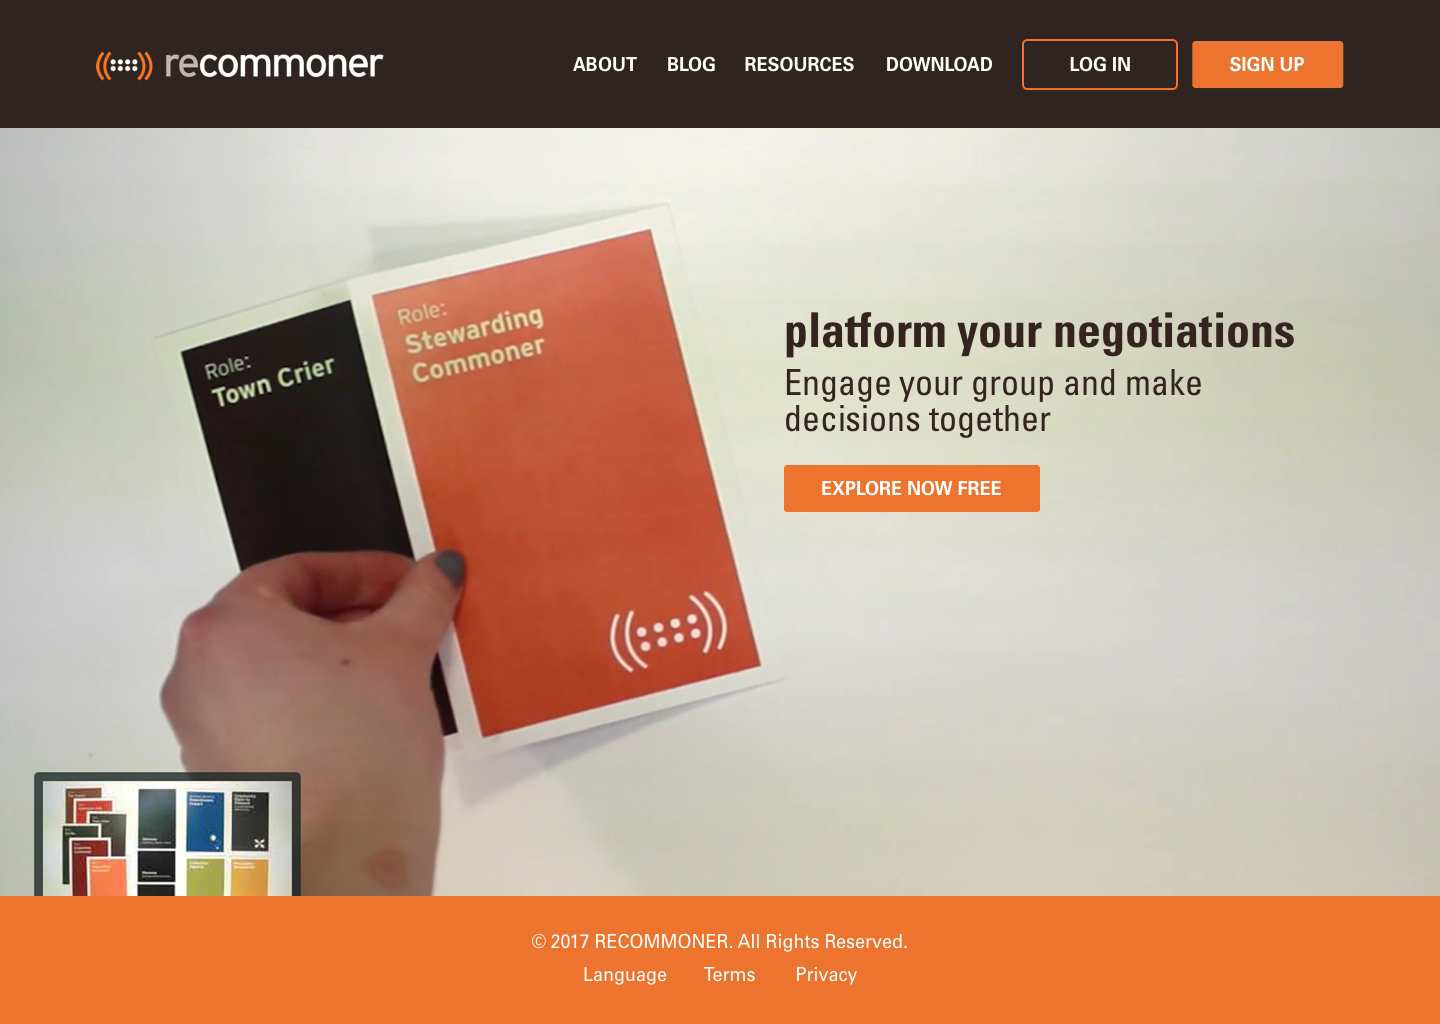 recommoner
ABOUT BLOG RESOURCES DOWNLOAD LOG IN SIGN UP
Role:
Stewarding
Commoner
Role:
Town Crier
platform your negotiations
Engage your group and make
decisions together
EXPLORE NOW FREE
© 2017 RECOMMONER. All Rights Reserved.
Language Terms Privacy